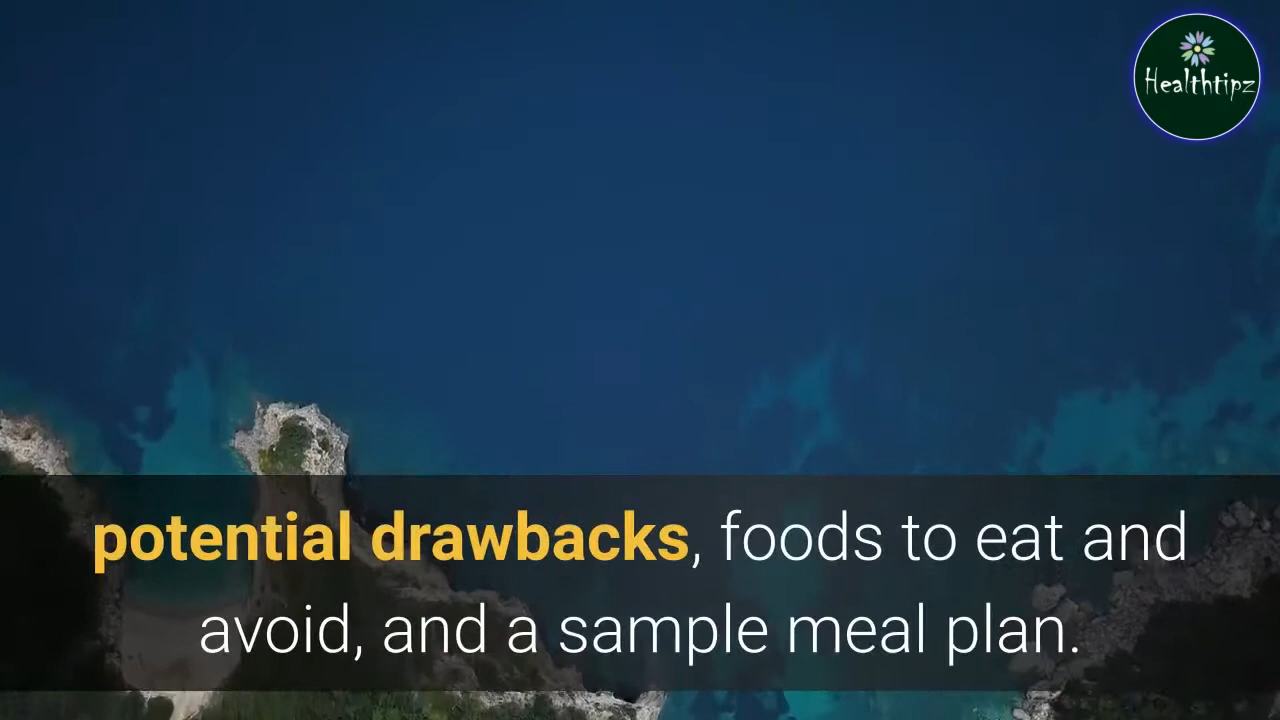 Healthtipz
potential drawbacks, foods to eat and
avoid, and a sample meal plan.